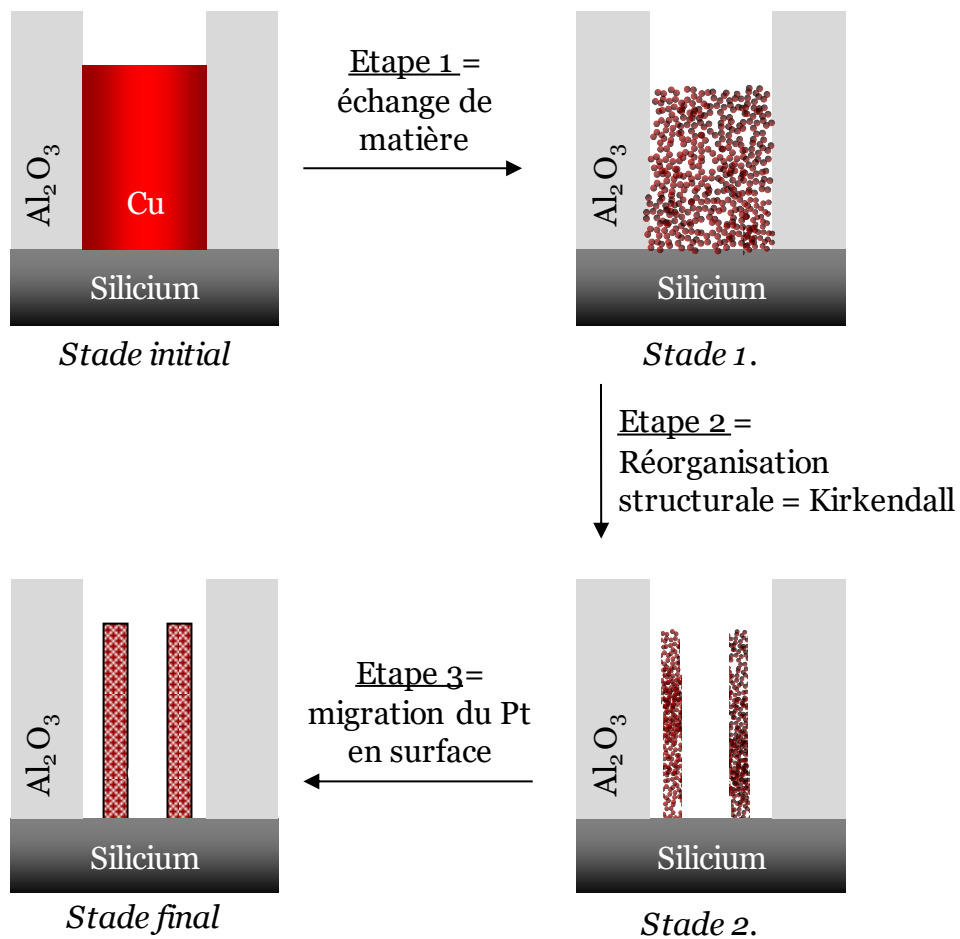 Al₂O₃
Cu
Silicium
Stade initial
Etape 1 =
échange de
matière
Al₂O₃
Silicium
Stade 1.
Etape 2 =
Réorganisation
structurale = Kirkendall
Al₂O₃
Silicium
Stade 2.
Etape 3=
migration du Pt
en surface
Al₂O₃
Silicium
Stade final